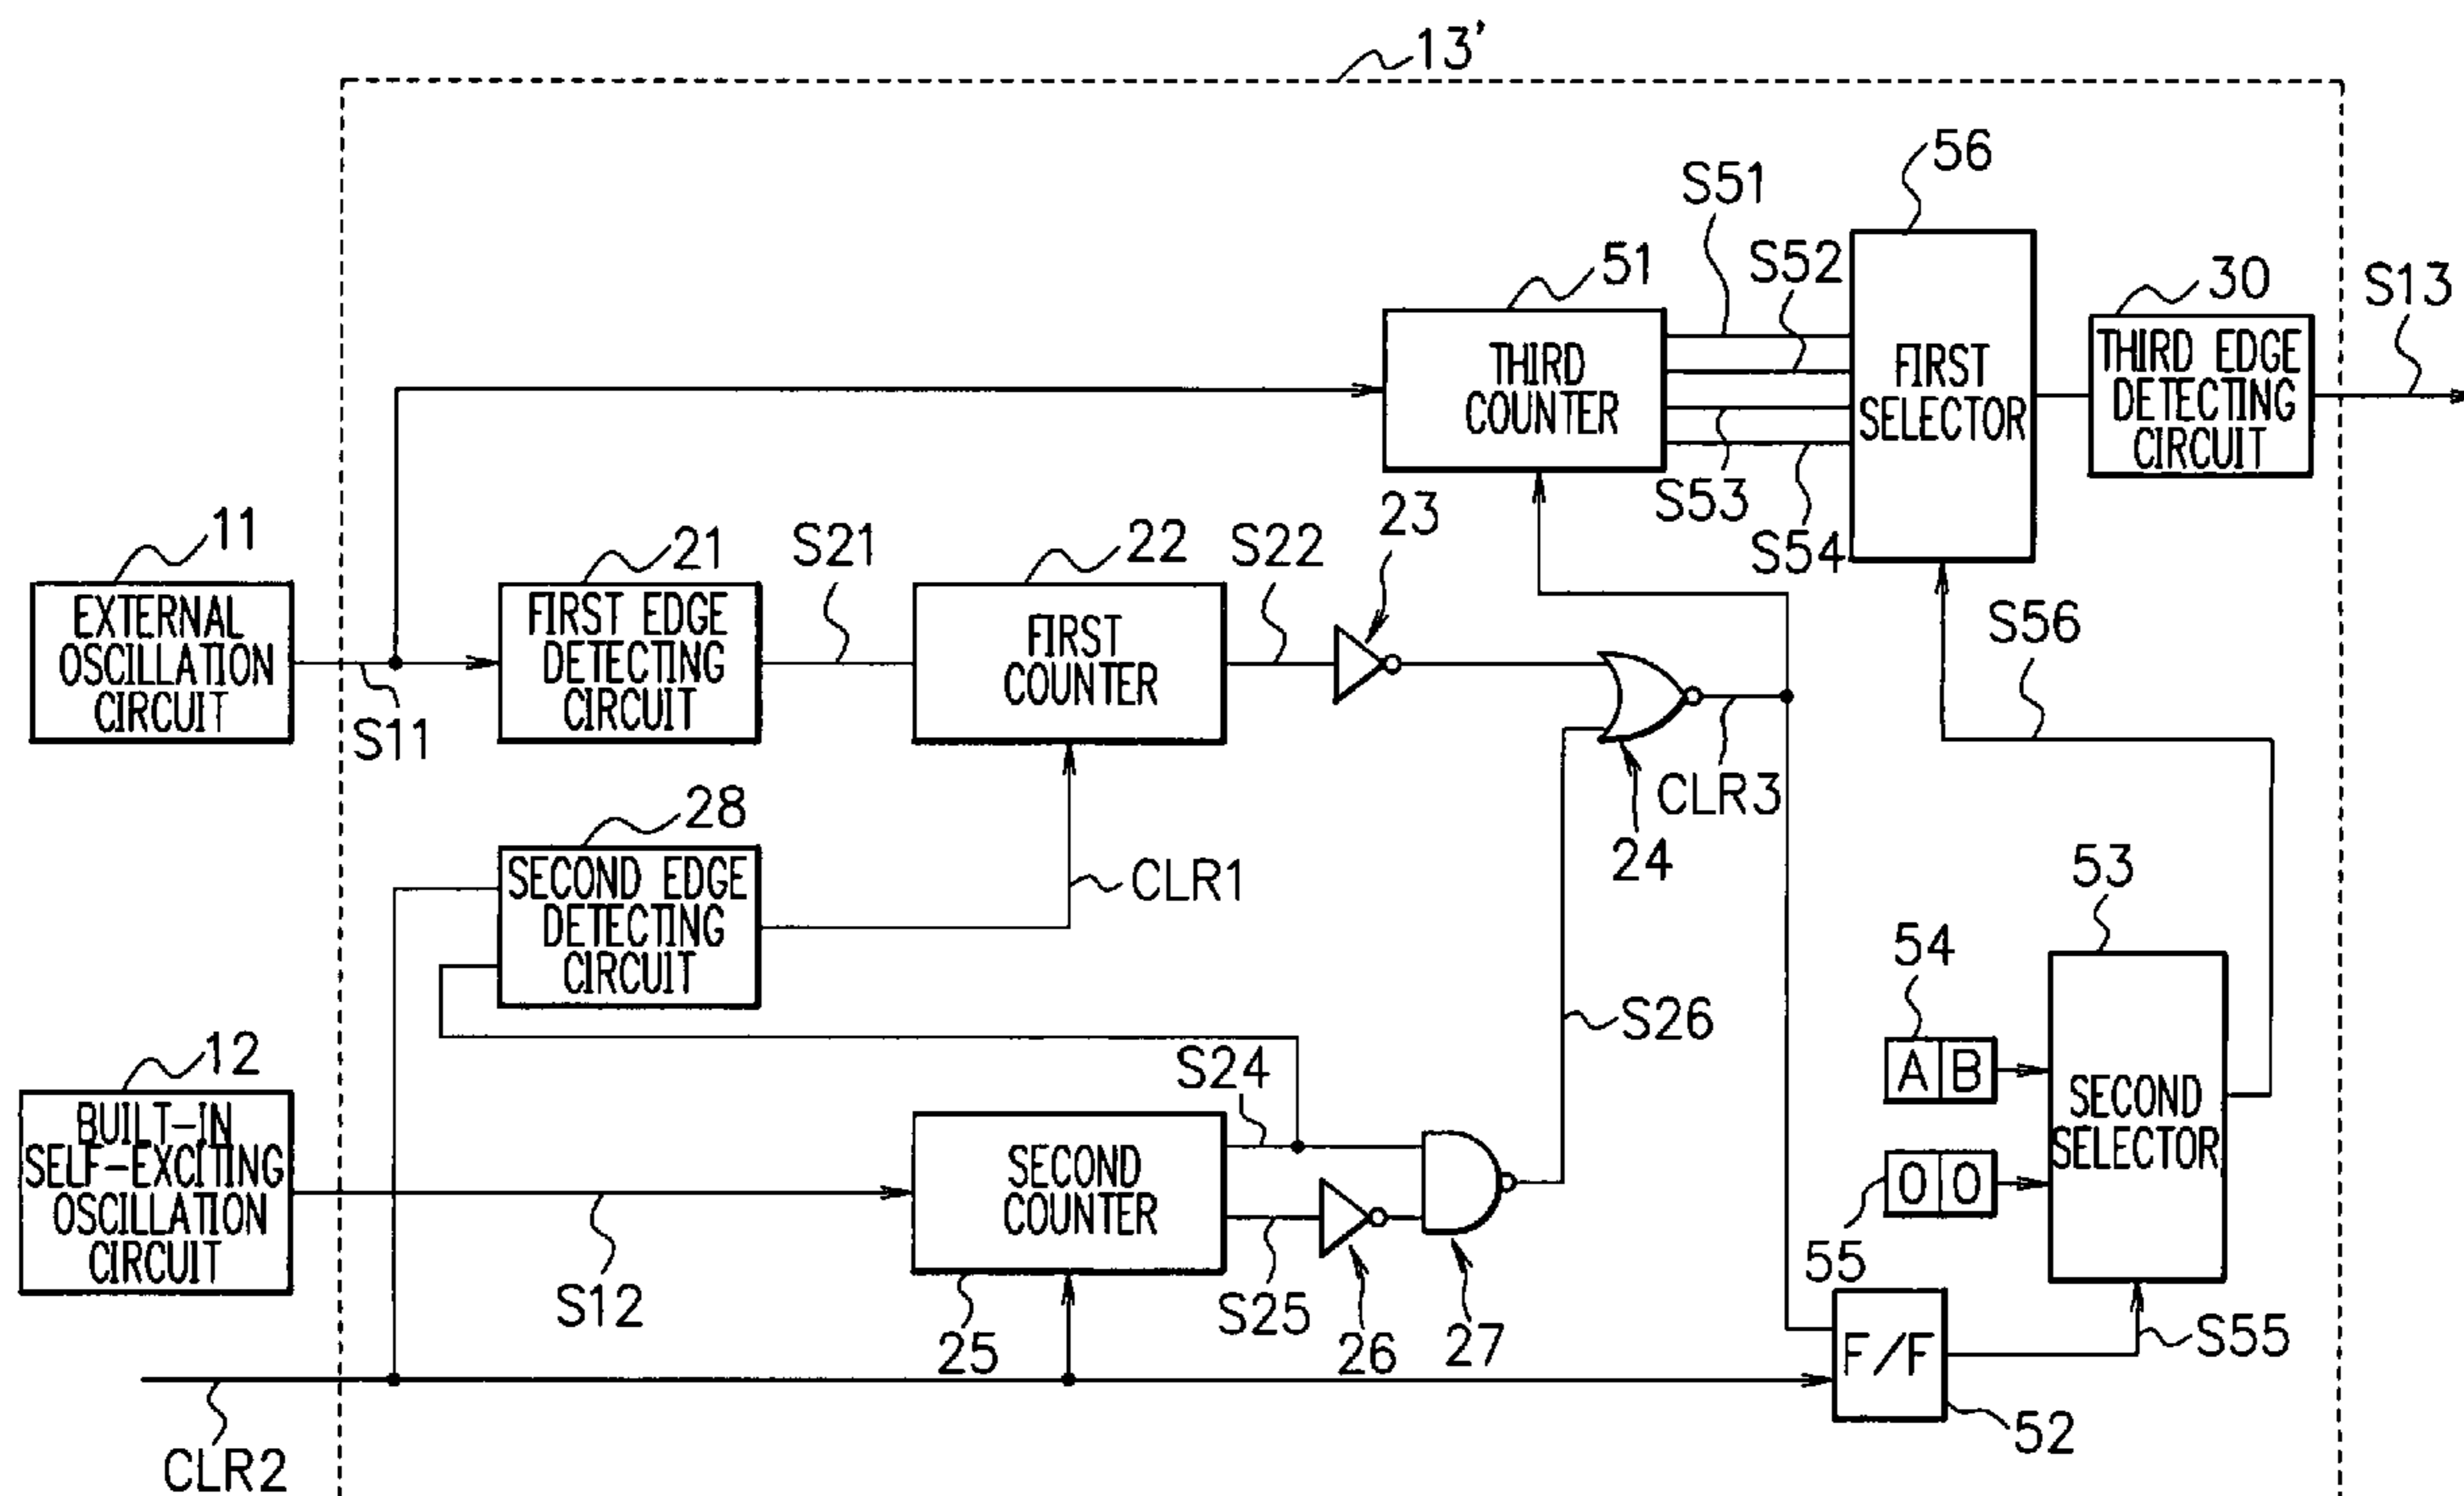 13'
56
S51
51
S52
30
S13
THIRD
COUNTER
FIRST
SELECTOR
THIRD EDGE
DETECTING
CIRCUIT
S53
S54
11
21
S21
22
S22
23
EXTERNAL
OSCILLATION
CIRCUIT
S11
FIRST EDGE
DETECTING
CIRCUIT
FIRST
COUNTER
S56
CLR3
24
28
SECOND EDGE
DETECTING
CIRCUIT
CLR1
53
54
A B
SECOND
SELECTOR
0 0
55
S26
12
BUILT-IN
SELF-EXCITING
OSCILLATION
CIRCUIT
S12
S24
SECOND
COUNTER
25
S25
26
27
F/F
S55
52
CLR2